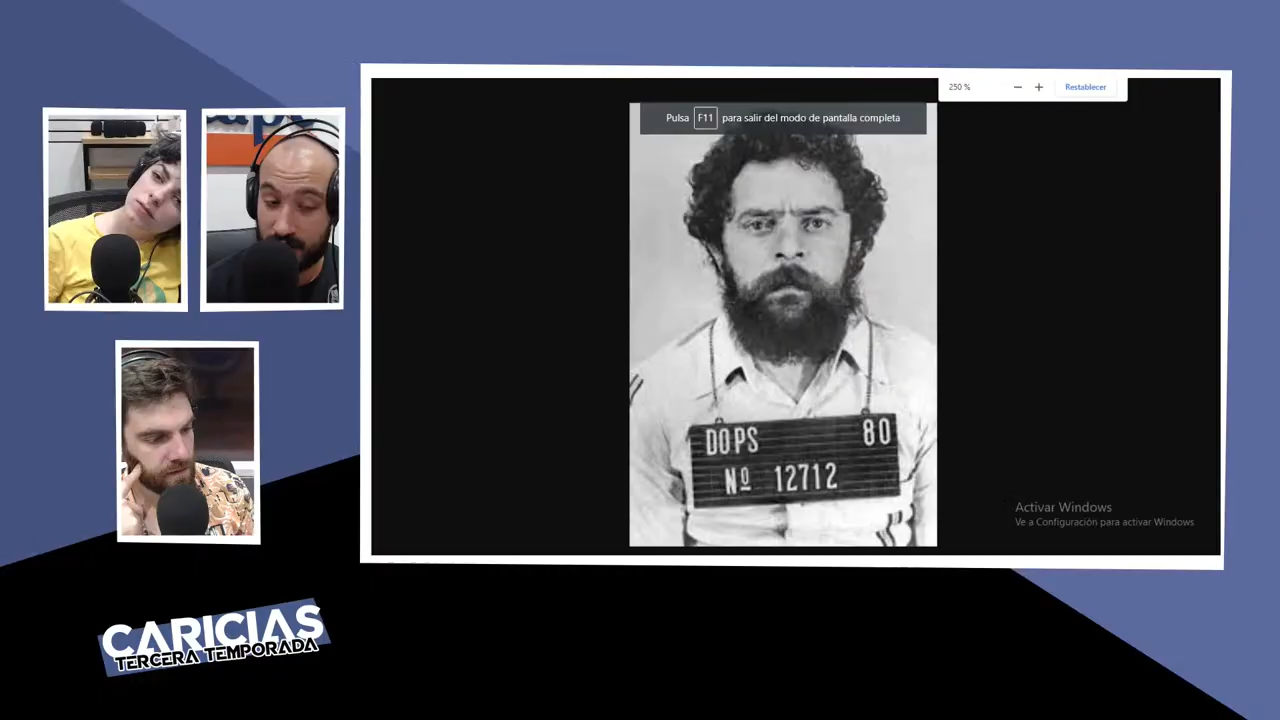 250 %
Restablecer
Pulsa F11 para salir del modo de pantalla completa
DOPS 80
Nº 12712
Activar Windows
Ve a Configuración para activar Windows
CARICIAS
TERCERA TEMPORADA